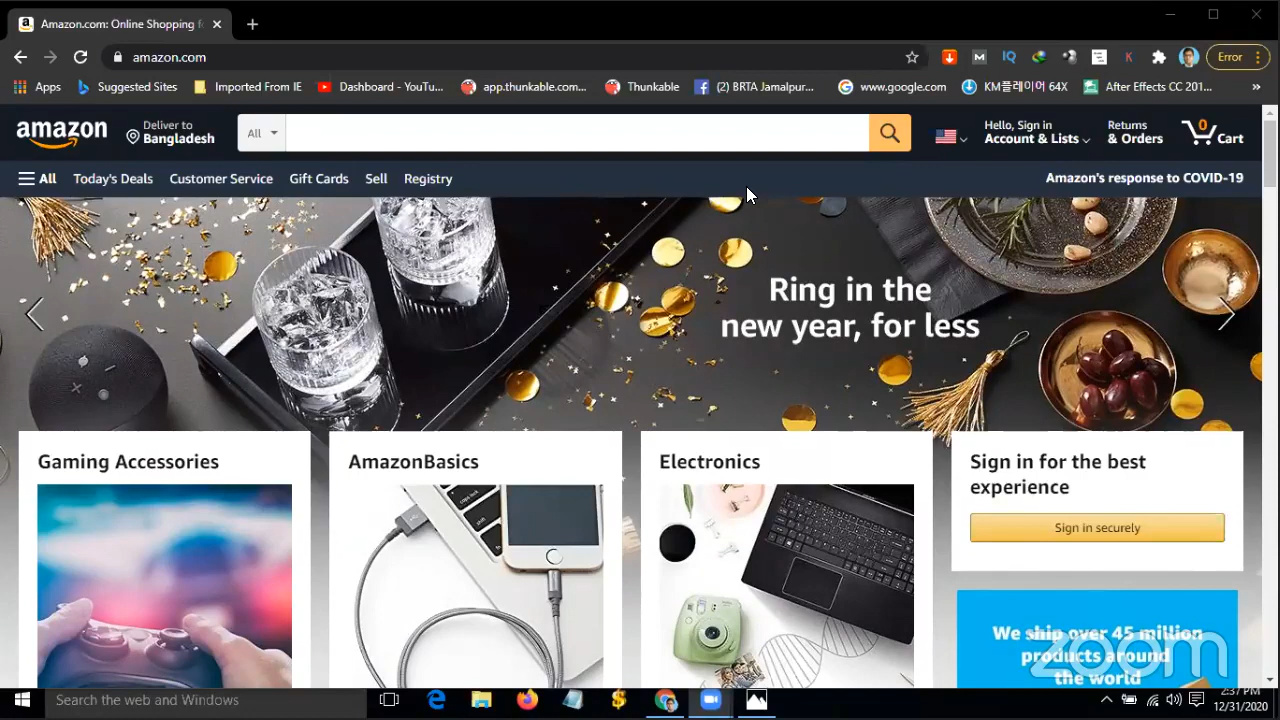 Amazon.com: Online Shopping f
amazon.com
Error
Apps
Suggested Sites
Imported From IE
Dashboard - YouTu...
app.thunkable.com...
Thunkable
(2) BRTA Jamalpur...
www.google.com
KM플레이어 64X
After Effects CC 201...
amazon
Deliver to
Bangladesh
All
Hello, Sign in
Account & Lists
Returns
& Orders
0
Cart
All
Today's Deals
Customer Service
Gift Cards
Sell
Registry
Amazon's response to COVID-19
Ring in the
new year, for less
Gaming Accessories
AmazonBasics
Electronics
Sign in for the best
experience
Sign in securely
We ship over 45 million
products around
the world
zoom
Search the web and Windows
2:37 PM
12/31/2020